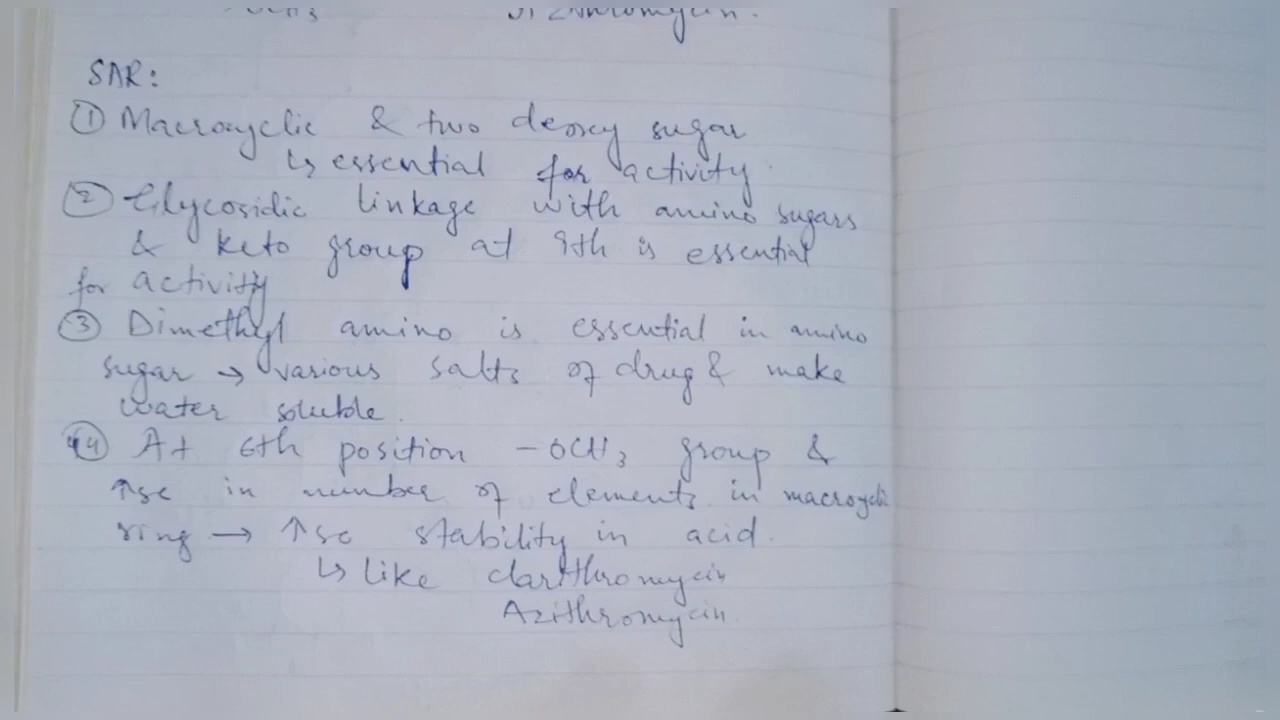 OCH3 Azithromycin.
SAR:
① Macrocyclic & two deoxy sugar
↳ essential for activity.
② Glycosidic linkage with amino sugars
& keto group at 9th is essential
for activity
③ Dimethyl amino is essential in amino
sugar → various salts of drug & make
water soluble.
④ At 6th position -OCH3 group &
↑se in number of elements in macrocyclic
ring → ↑se stability in acid.
↳ like clarithromycin
Azithromycin.